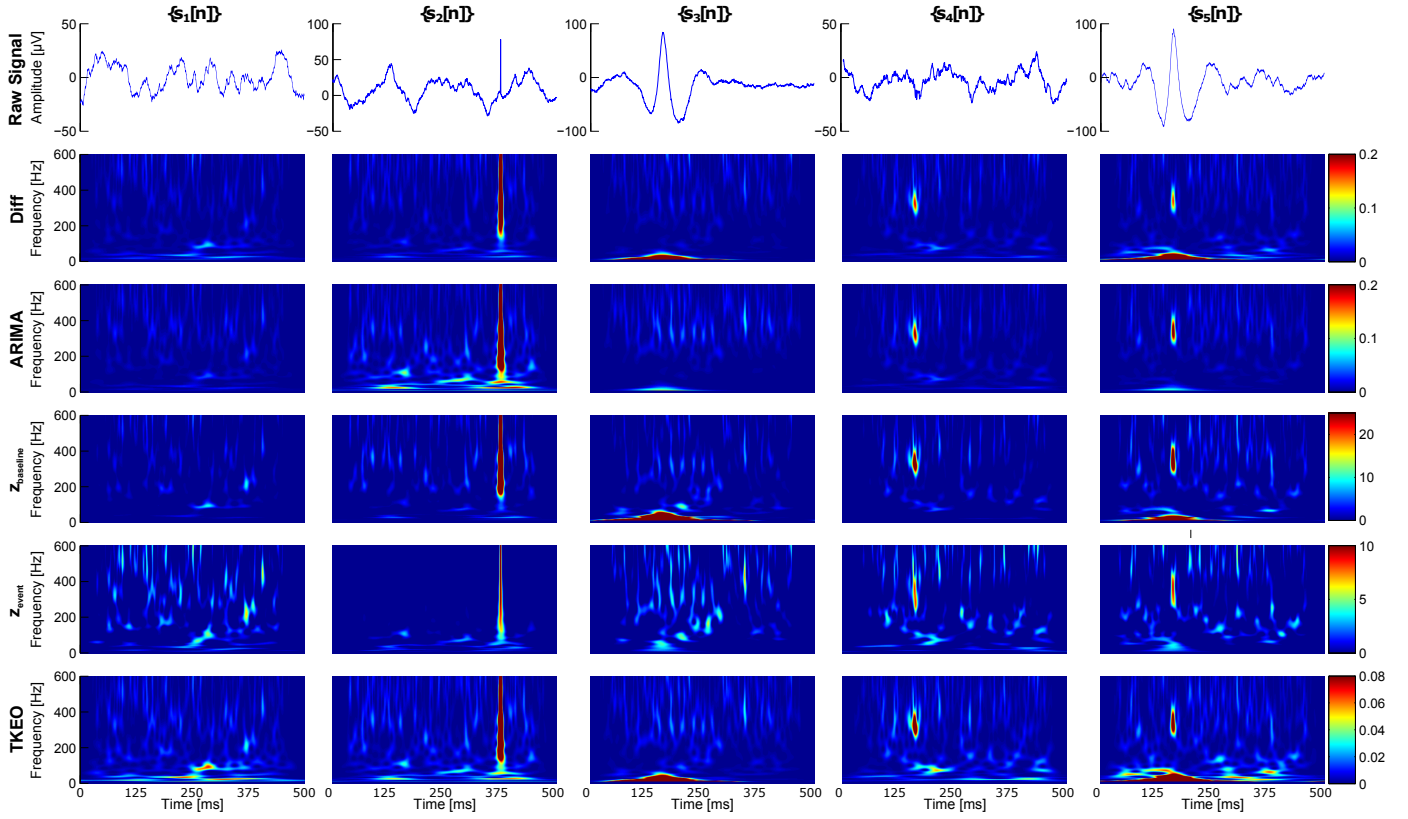 {s1[n]} {s2[n]} {s3[n]} {s4[n]} {s5[n]}
Raw Signal
Amplitude [µV]
50 0 −50
100 50 0 −50
100 0 −100
50 0 −50
100 0 −100
Diff
Frequency [Hz]
600 400 200 0
0.2 0.1 0
ARIMA
Frequency [Hz]
600 400 200 0
0.2 0.1 0
zbaseline
Frequency [Hz]
600 400 200 0
20 10 0
zevent
Frequency [Hz]
600 400 200 0
10 5 0
TKEO
Frequency [Hz]
600 400 200 0
0.08 0.06 0.04 0.02 0
0 125 250 375 500
0 125 250 375 500
0 125 250 375 500
0 125 250 375 500
0 125 250 375 500
Time [ms] Time [ms] Time [ms] Time [ms] Time [ms]